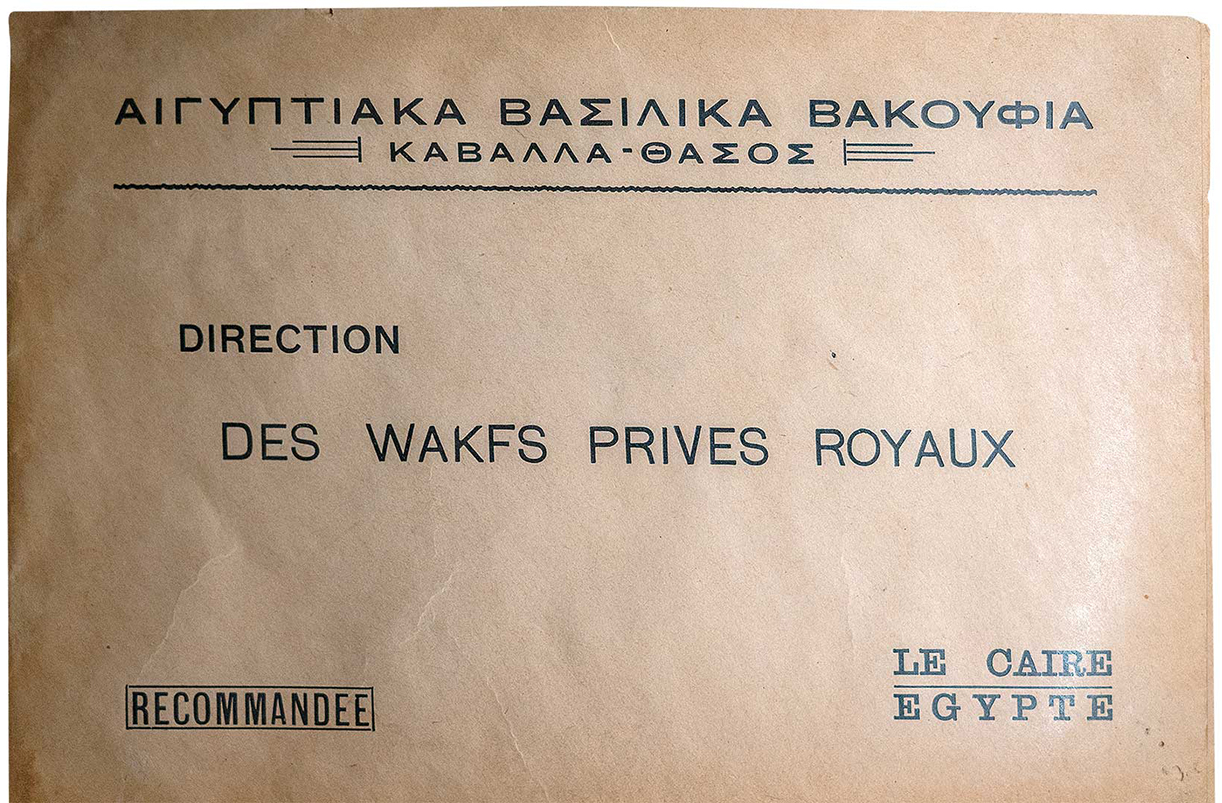 ΑΙΓΥΠΤΙΑΚΑ ΒΑΣΙΛΙΚΑ ΒΑΚΟΥΦΙΑ
ΚΑΒΑΛΛΑ-ΘΑΣΟΣ
DIRECTION
DES WAKFS PRIVES ROYAUX
LE CAIRE
EGYPTE
RECOMMANDEE